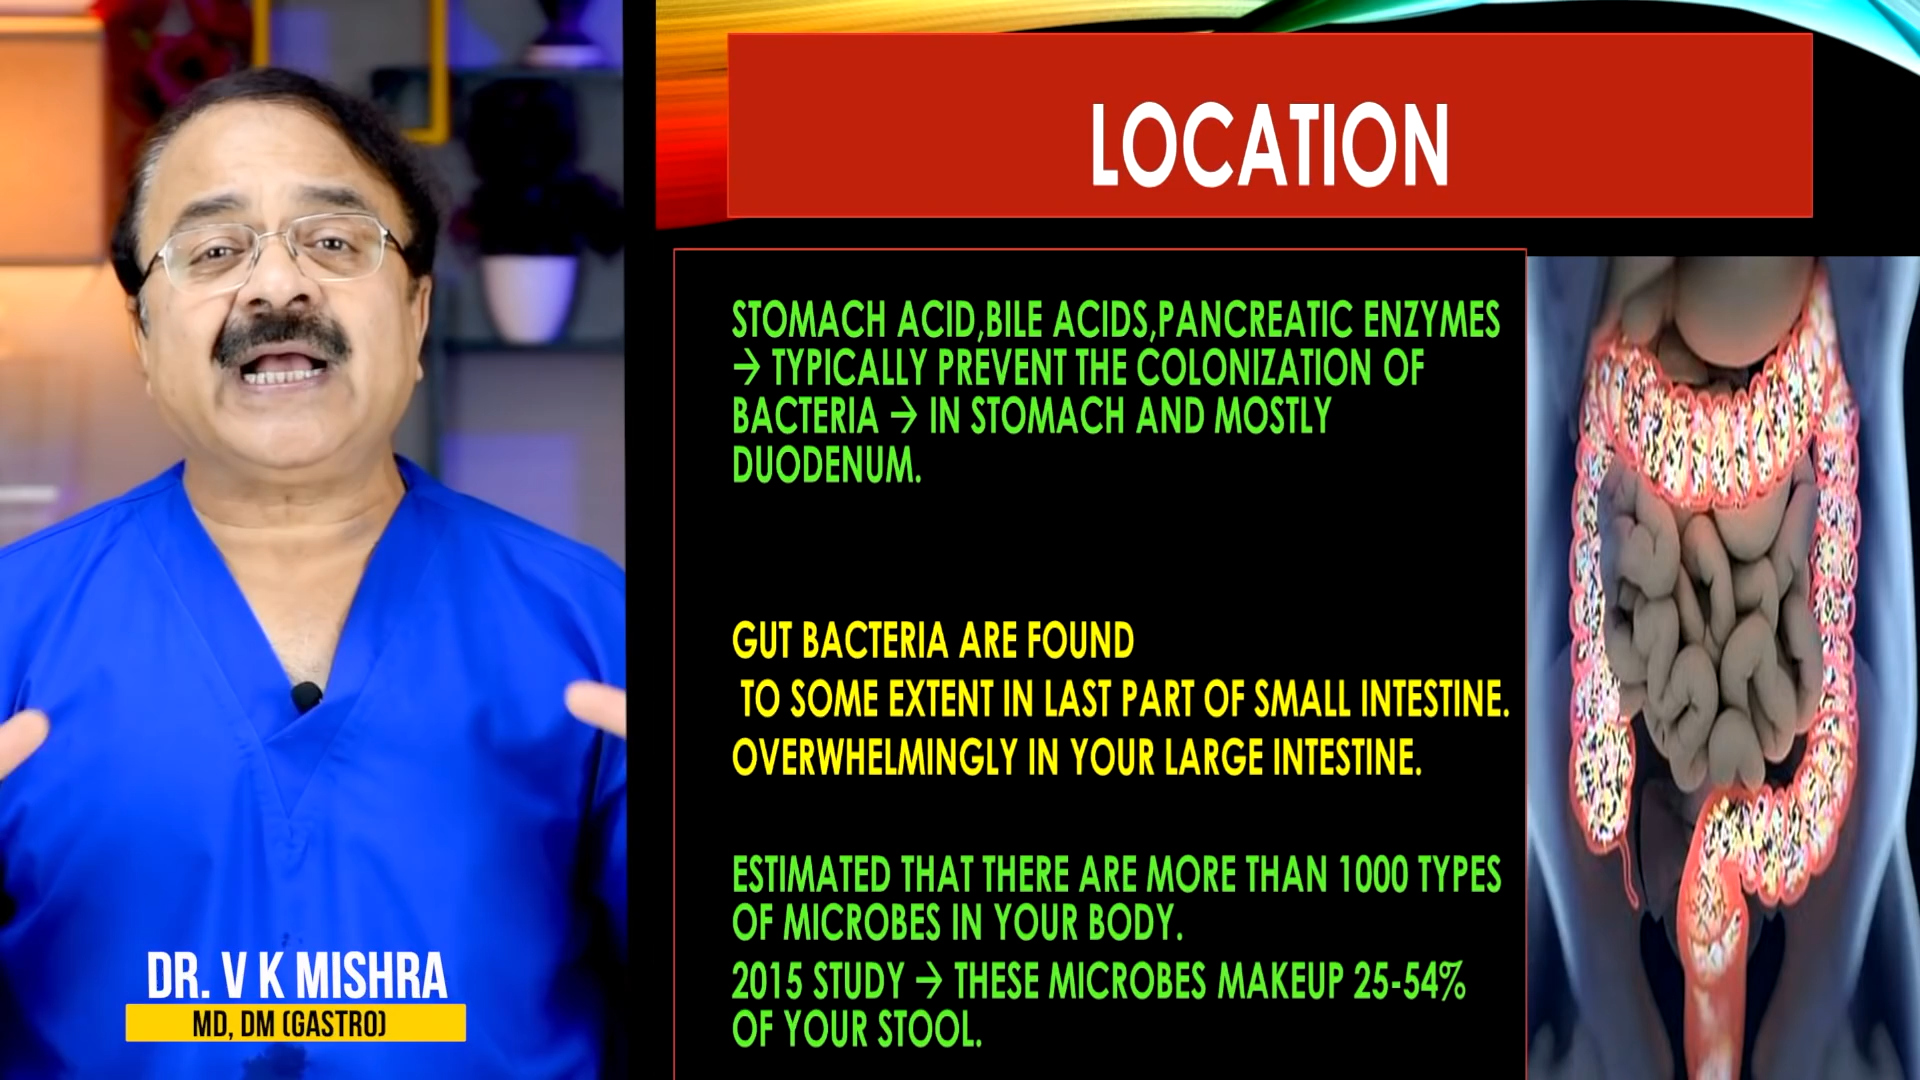 LOCATION
STOMACH ACID,BILE ACIDS,PANCREATIC ENZYMES
→ TYPICALLY PREVENT THE COLONIZATION OF
BACTERIA → IN STOMACH AND MOSTLY
DUODENUM.
GUT BACTERIA ARE FOUND
TO SOME EXTENT IN LAST PART OF SMALL INTESTINE.
OVERWHELMINGLY IN YOUR LARGE INTESTINE.
ESTIMATED THAT THERE ARE MORE THAN 1000 TYPES
OF MICROBES IN YOUR BODY.
2015 STUDY → THESE MICROBES MAKEUP 25-54%
OF YOUR STOOL.
DR. V K MISHRA
MD, DM (GASTRO)